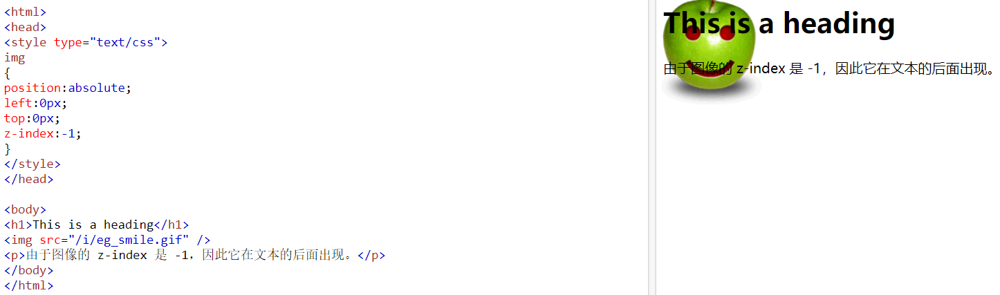 <html>
<head>
<style type="text/css">
img
{
position:absolute;
left:0px;
top:0px;
z-index:-1;
}
</style>
</head>
<body>
<h1>This is a heading</h1>
<img src="/i/eg_smile.gif" />
<p>由于图像的 z-index 是 -1，因此它在文本的后面出现。</p>
</body>
</html>
This is a heading
由于图像的 z-index 是 -1，因此它在文本的后面出现。